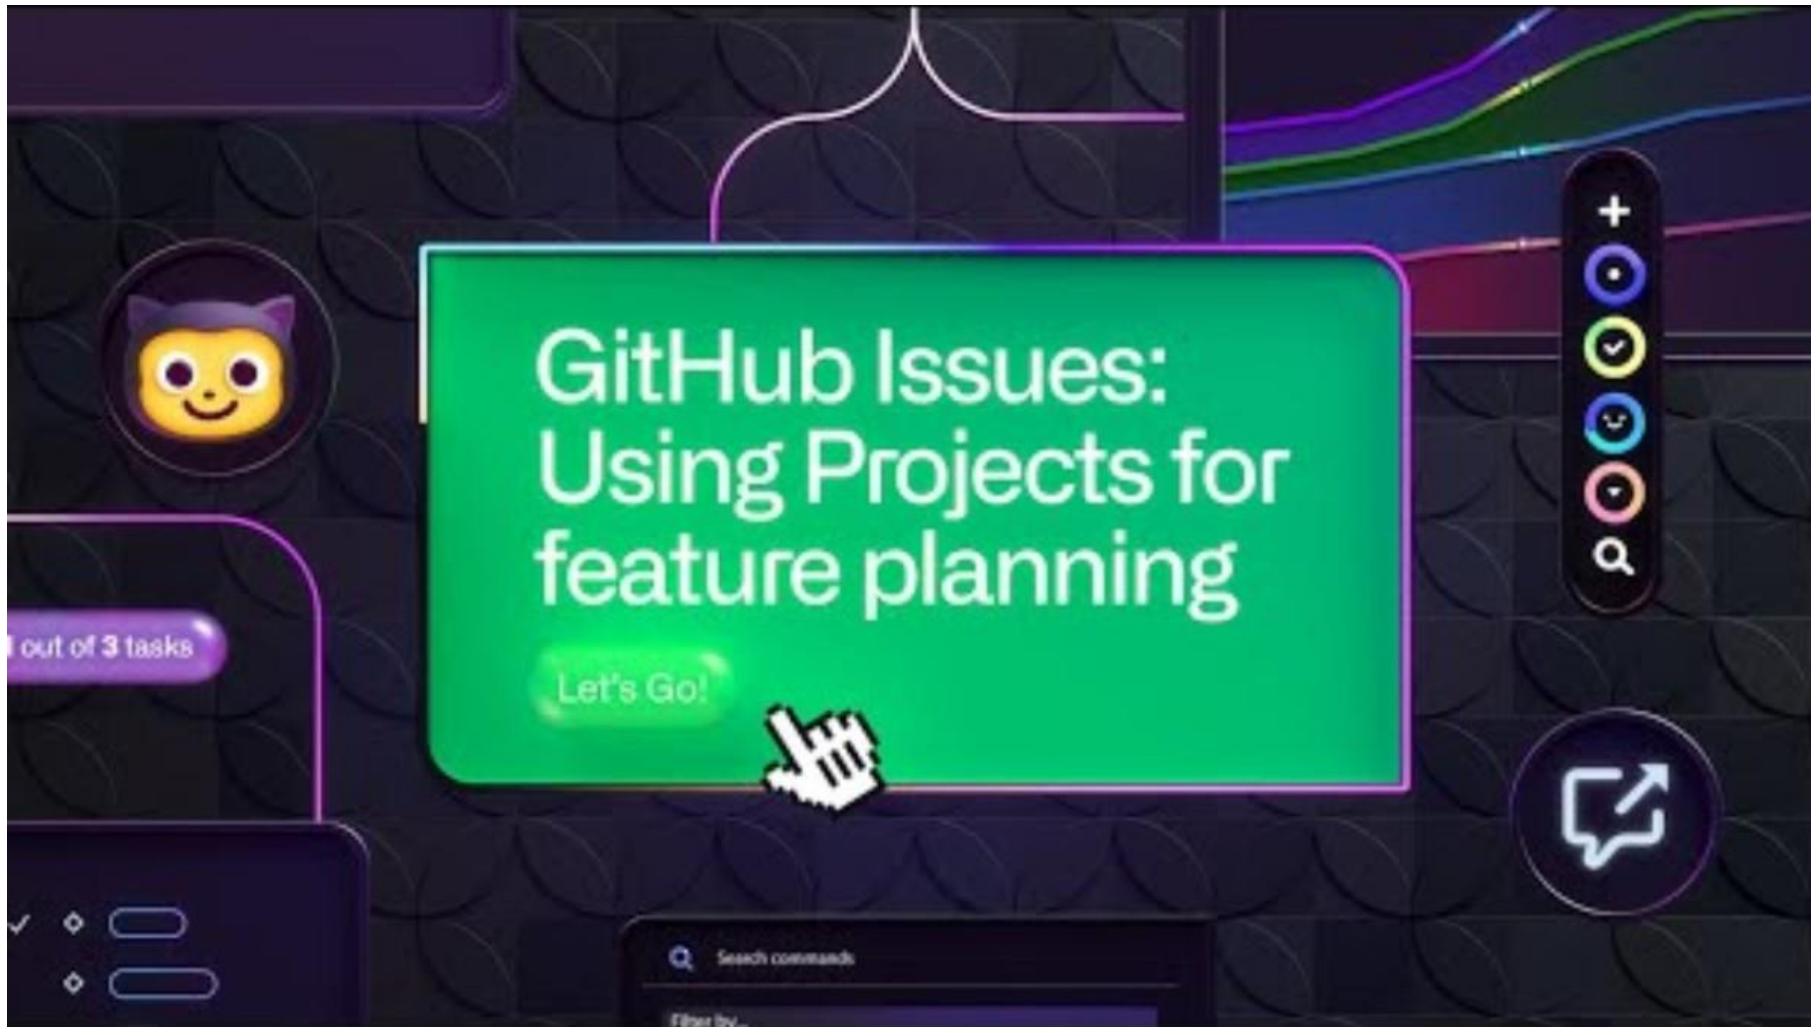 GitHub Issues:
Using Projects for
feature planning
Let's Go!
out of 3 tasks
Search commands
Filter by...